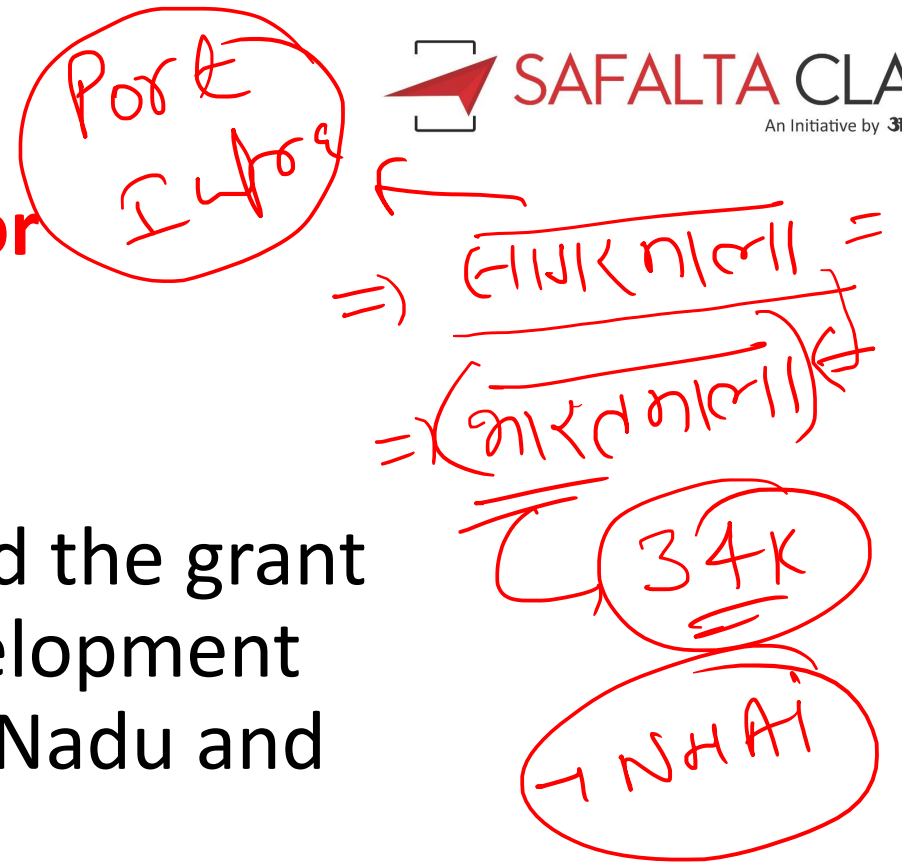 Port
Infra
SAFALTA CLA
An Initiative by अ
or
सागरमाला =
भारतमाला
34K
d the grant
elopment
Nadu and
NHAI